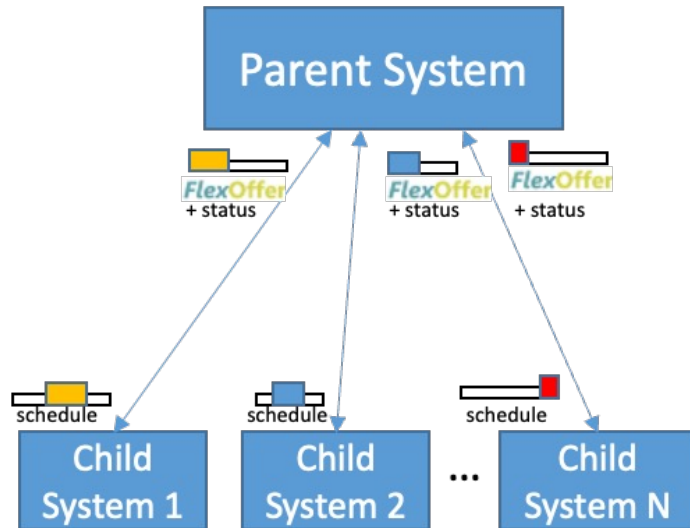 Parent System
FlexOffer
+ status
FlexOffer
+ status
FlexOffer
+ status
schedule
schedule
schedule
Child
System 1
Child
System 2
...
Child
System N